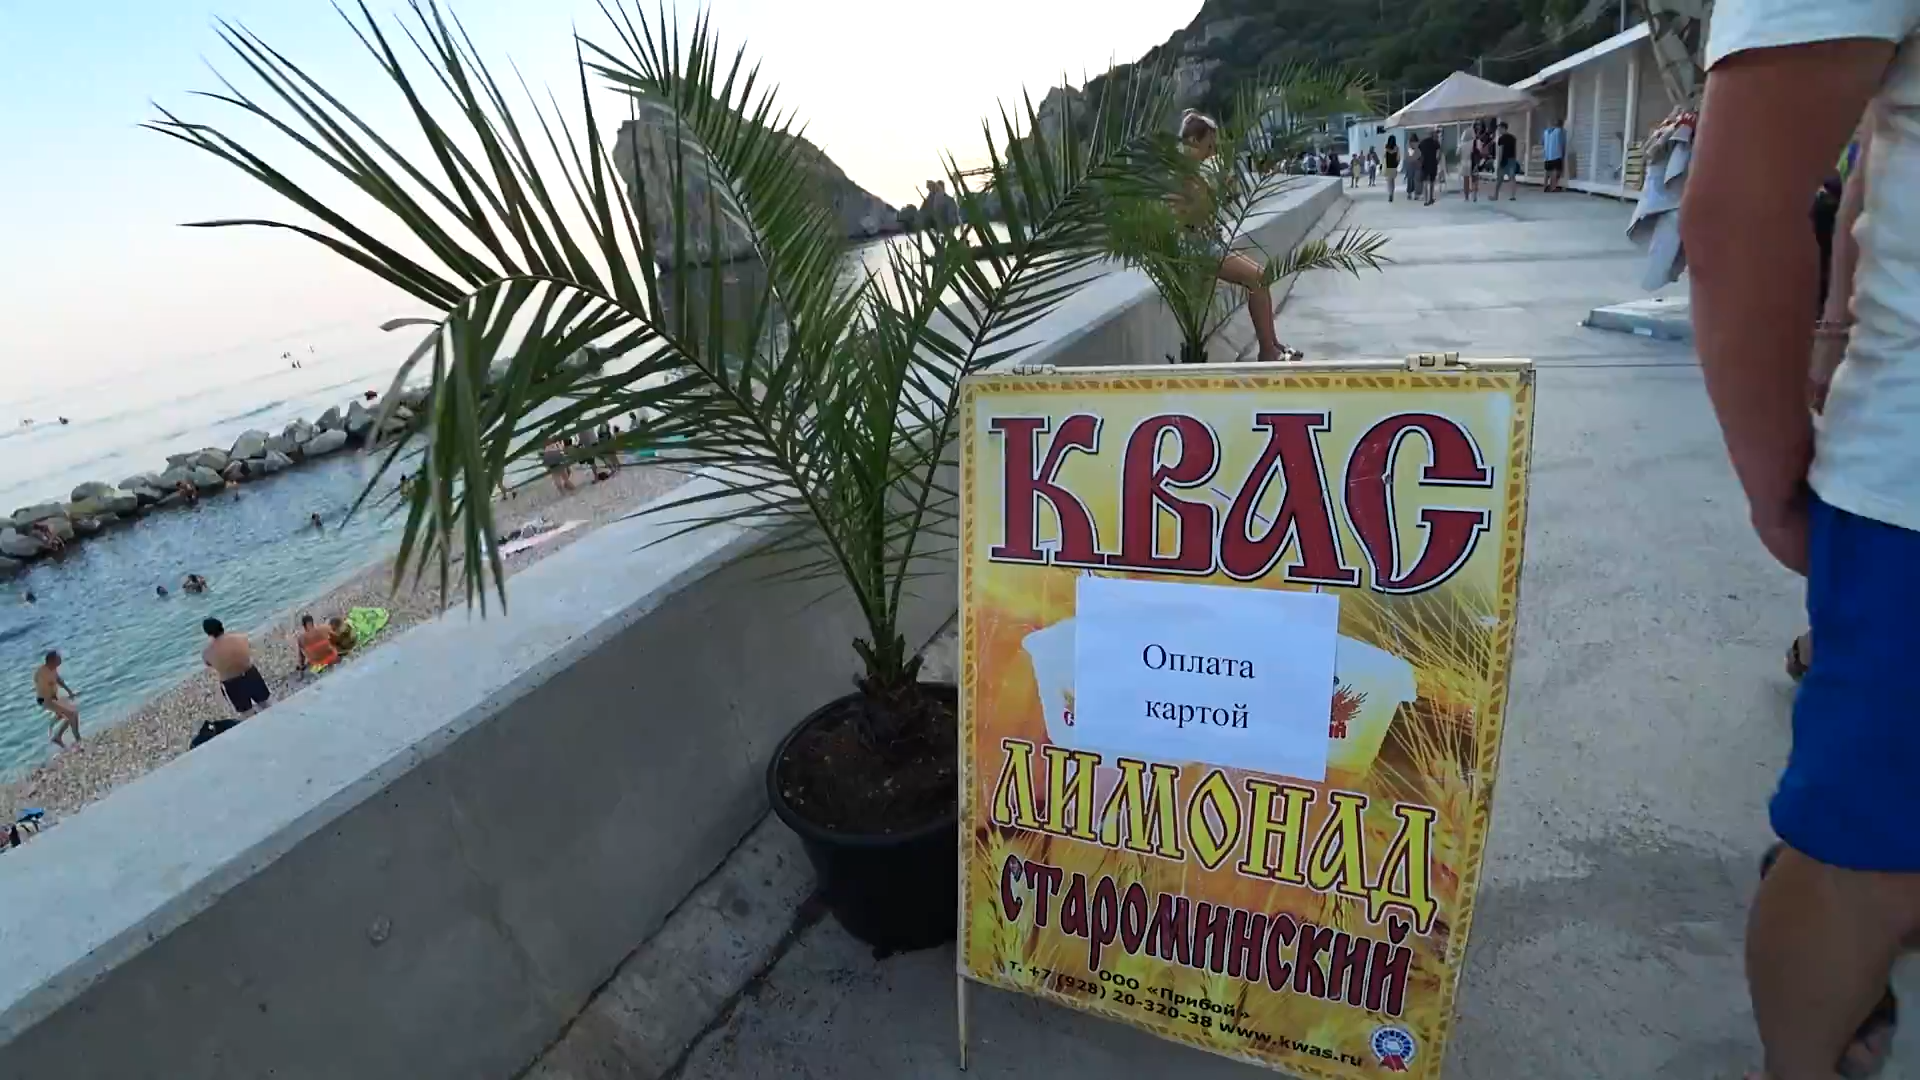 КВАС
Оплата
картой
ЛИМОНАД
СТАРОМИНСКИЙ
ООО «Прибой»
т. +7 (928) 20-320-38 www.kwas.ru